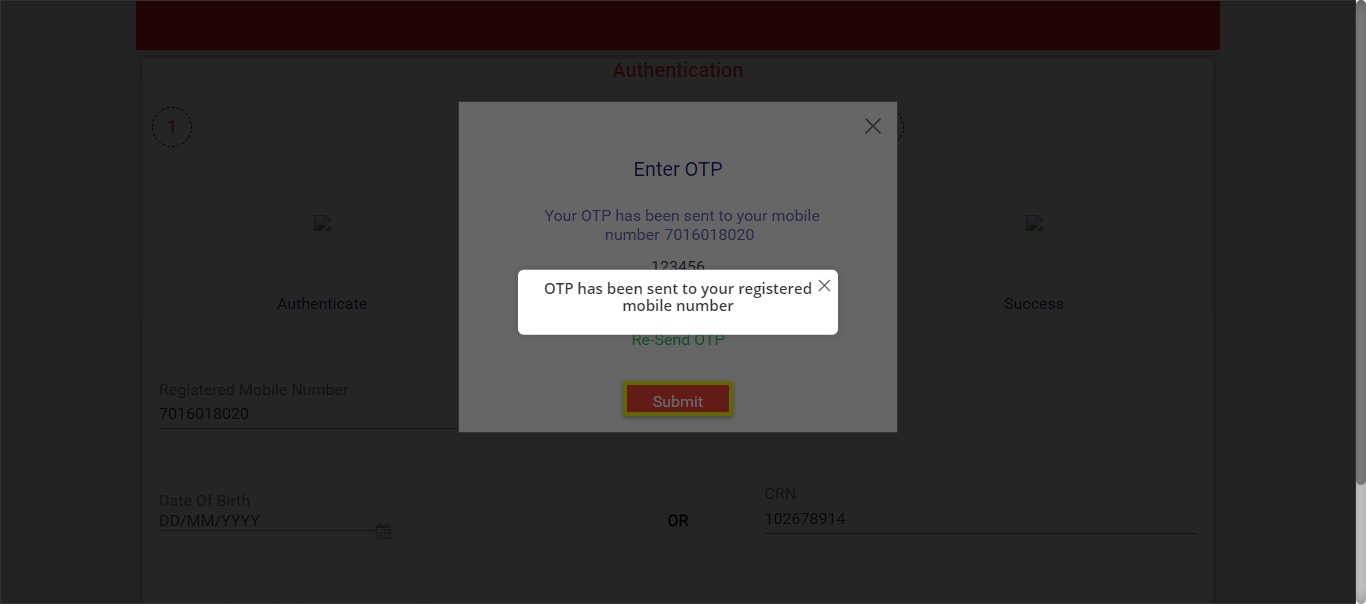 Authentication
1
Enter OTP
Your OTP has been sent to your mobile
number 7016018020
123456
OTP has been sent to your registered
mobile number
Re-Send OTP
Submit
Authenticate
Success
Registered Mobile Number
7016018020
Date Of Birth
DD/MM/YYYY
OR
CRN
102678914